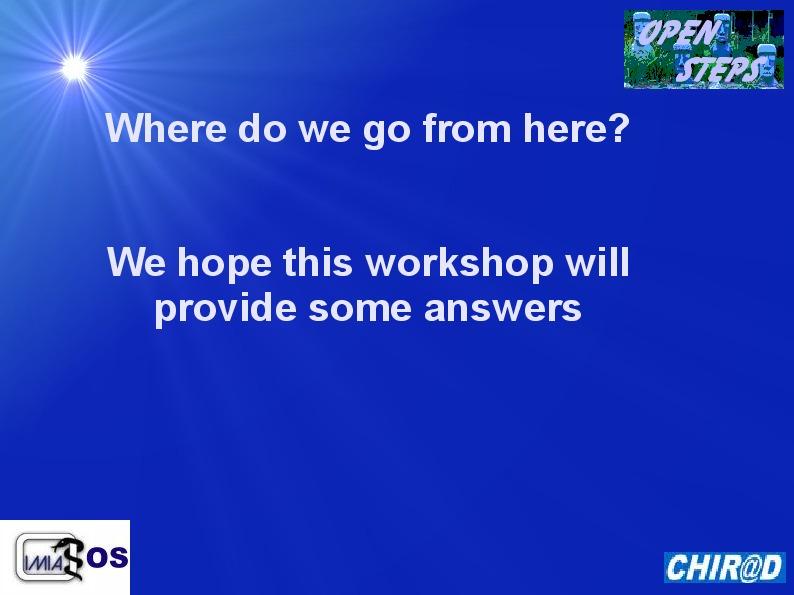 OPEN
STEPS
Where do we go from here?
We hope this workshop will
provide some answers
IMIA OS
CHIR@D